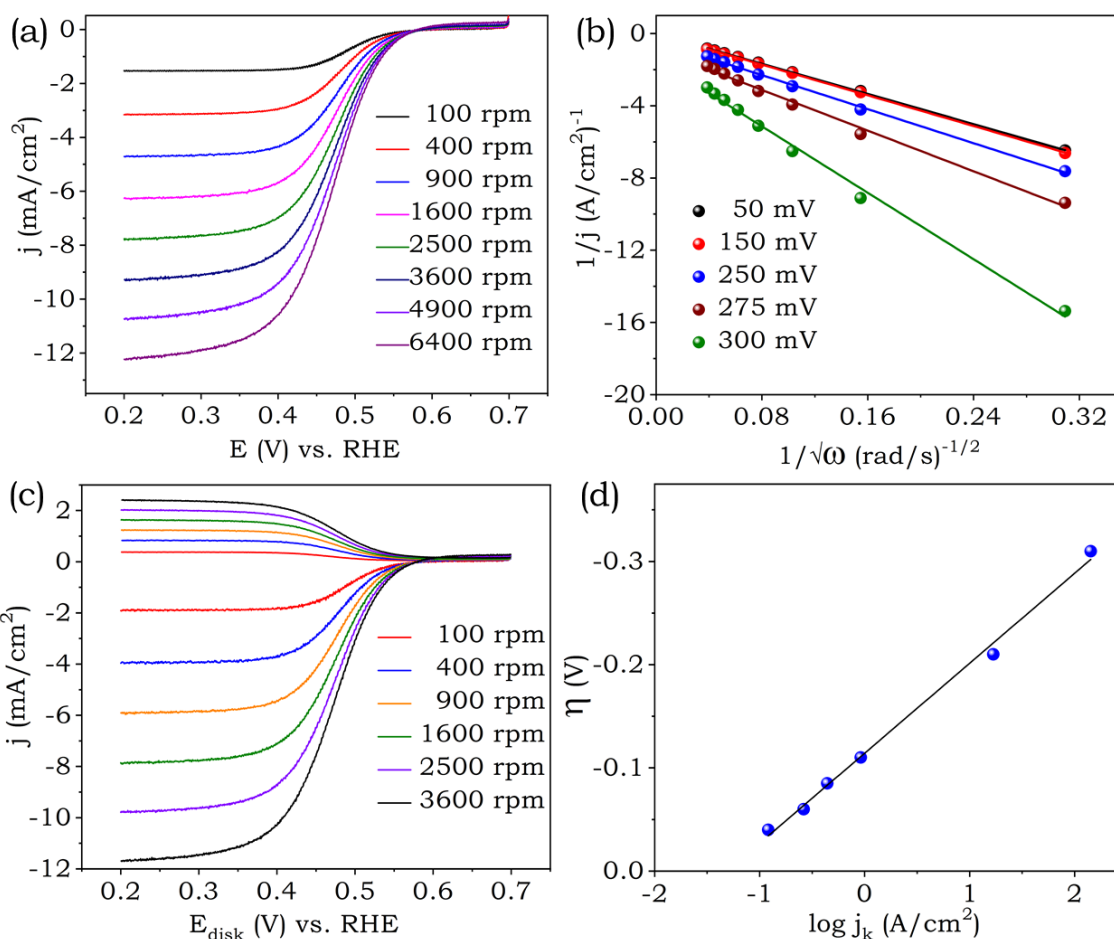 (a)
j (mA/cm²)
0
-2
-4
-6
-8
-10
-12
100 rpm
400 rpm
900 rpm
1600 rpm
2500 rpm
3600 rpm
4900 rpm
6400 rpm
0.2 0.3 0.4 0.5 0.6 0.7
E (V) vs. RHE
(b)
1/j (A/cm²)⁻¹
0
-4
-8
-12
-16
-20
50 mV
150 mV
250 mV
275 mV
300 mV
0.00 0.08 0.16 0.24 0.32
1/√ω (rad/s)⁻¹/²
(c)
j (mA/cm²)
2
0
-2
-4
-6
-8
-10
-12
100 rpm
400 rpm
900 rpm
1600 rpm
2500 rpm
3600 rpm
0.2 0.3 0.4 0.5 0.6 0.7
E_disk (V) vs. RHE
(d)
η (V)
-0.3
-0.2
-0.1
0.0
-2 -1 0 1 2
log j_k (A/cm²)